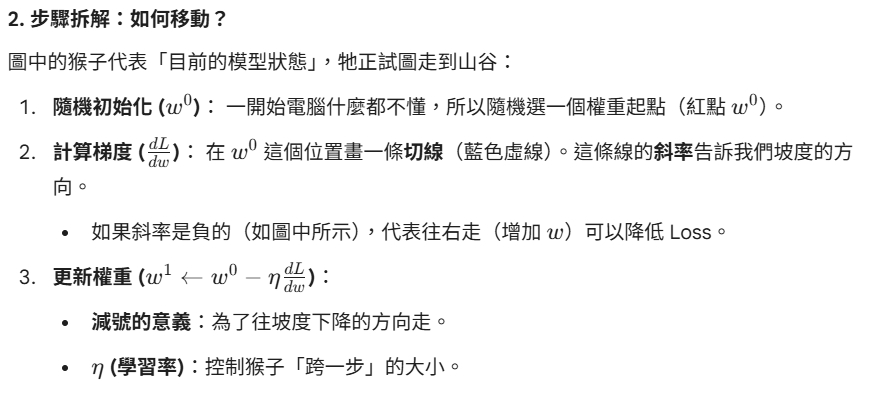 2. 步驟拆解：如何移動？
圖中的猴子代表「目前的模型狀態」，牠正試圖走到山谷：
1. 隨機初始化 ($w^0$)： 一開始電腦什麼都不懂，所以隨機選一個權重起點（紅點 $w^0$）。
2. 計算梯度 ($\frac{dL}{dw}$)： 在 $w^0$ 這個位置畫一條切線（藍色虛線）。這條線的斜率告訴我們坡度的方
向。
• 如果斜率是負的（如圖中所示），代表往右走（增加 $w$）可以降低 Loss。
3. 更新權重 ($w^1 \leftarrow w^0 - \eta \frac{dL}{dw}$)：
• 減號的意義：為了往坡度下降的方向走。
• $\eta$ (學習率)：控制猴子「跨一步」的大小。